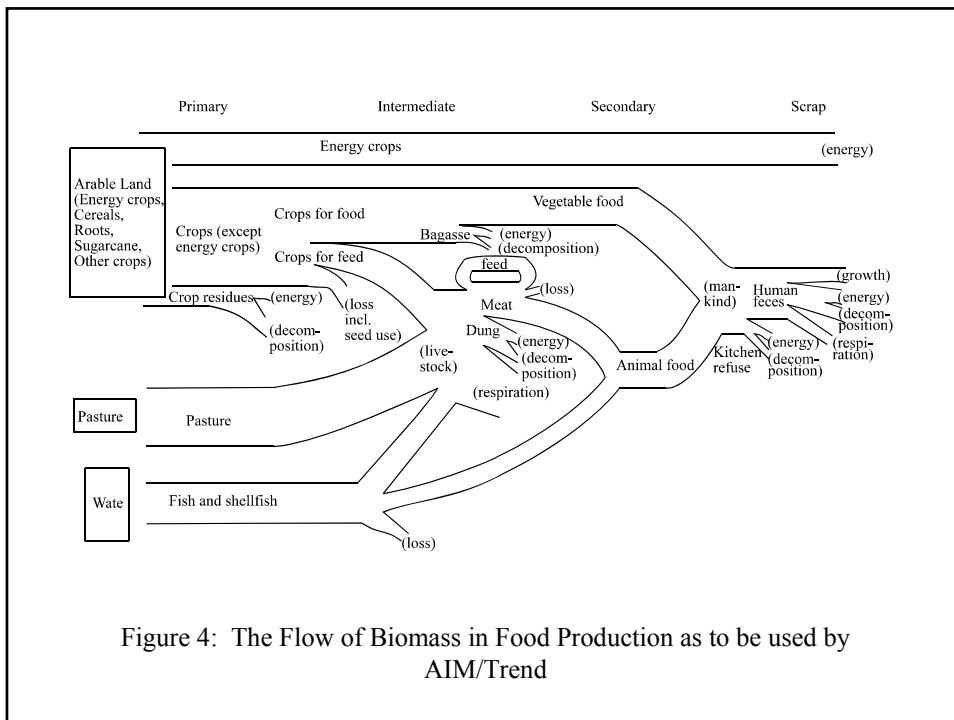 Primary
Intermediate
Secondary
Scrap
Energy crops
(energy)
Arable Land
(Energy crops,
Cereals,
Roots,
Sugarcane,
Other crops)
Crops (except
energy crops)
Crops for food
Crops for feed
Vegetable food
Bagasse
(energy)
(decomposition)
feed
(loss)
Crop residues
(energy)
(decom-
position)
(loss
incl.
seed use)
Meat
Dung
(energy)
(decom-
position)
(live-
stock)
(respiration)
Animal food
(man-
kind)
Human
feces
(growth)
(energy)
(decom-
position)
(respi-
ration)
Kitchen
refuse
(energy)
(decom-
position)
Pasture
Pasture
Wate
Fish and shellfish
(loss)
Figure 4: The Flow of Biomass in Food Production as to be used by
AIM/Trend